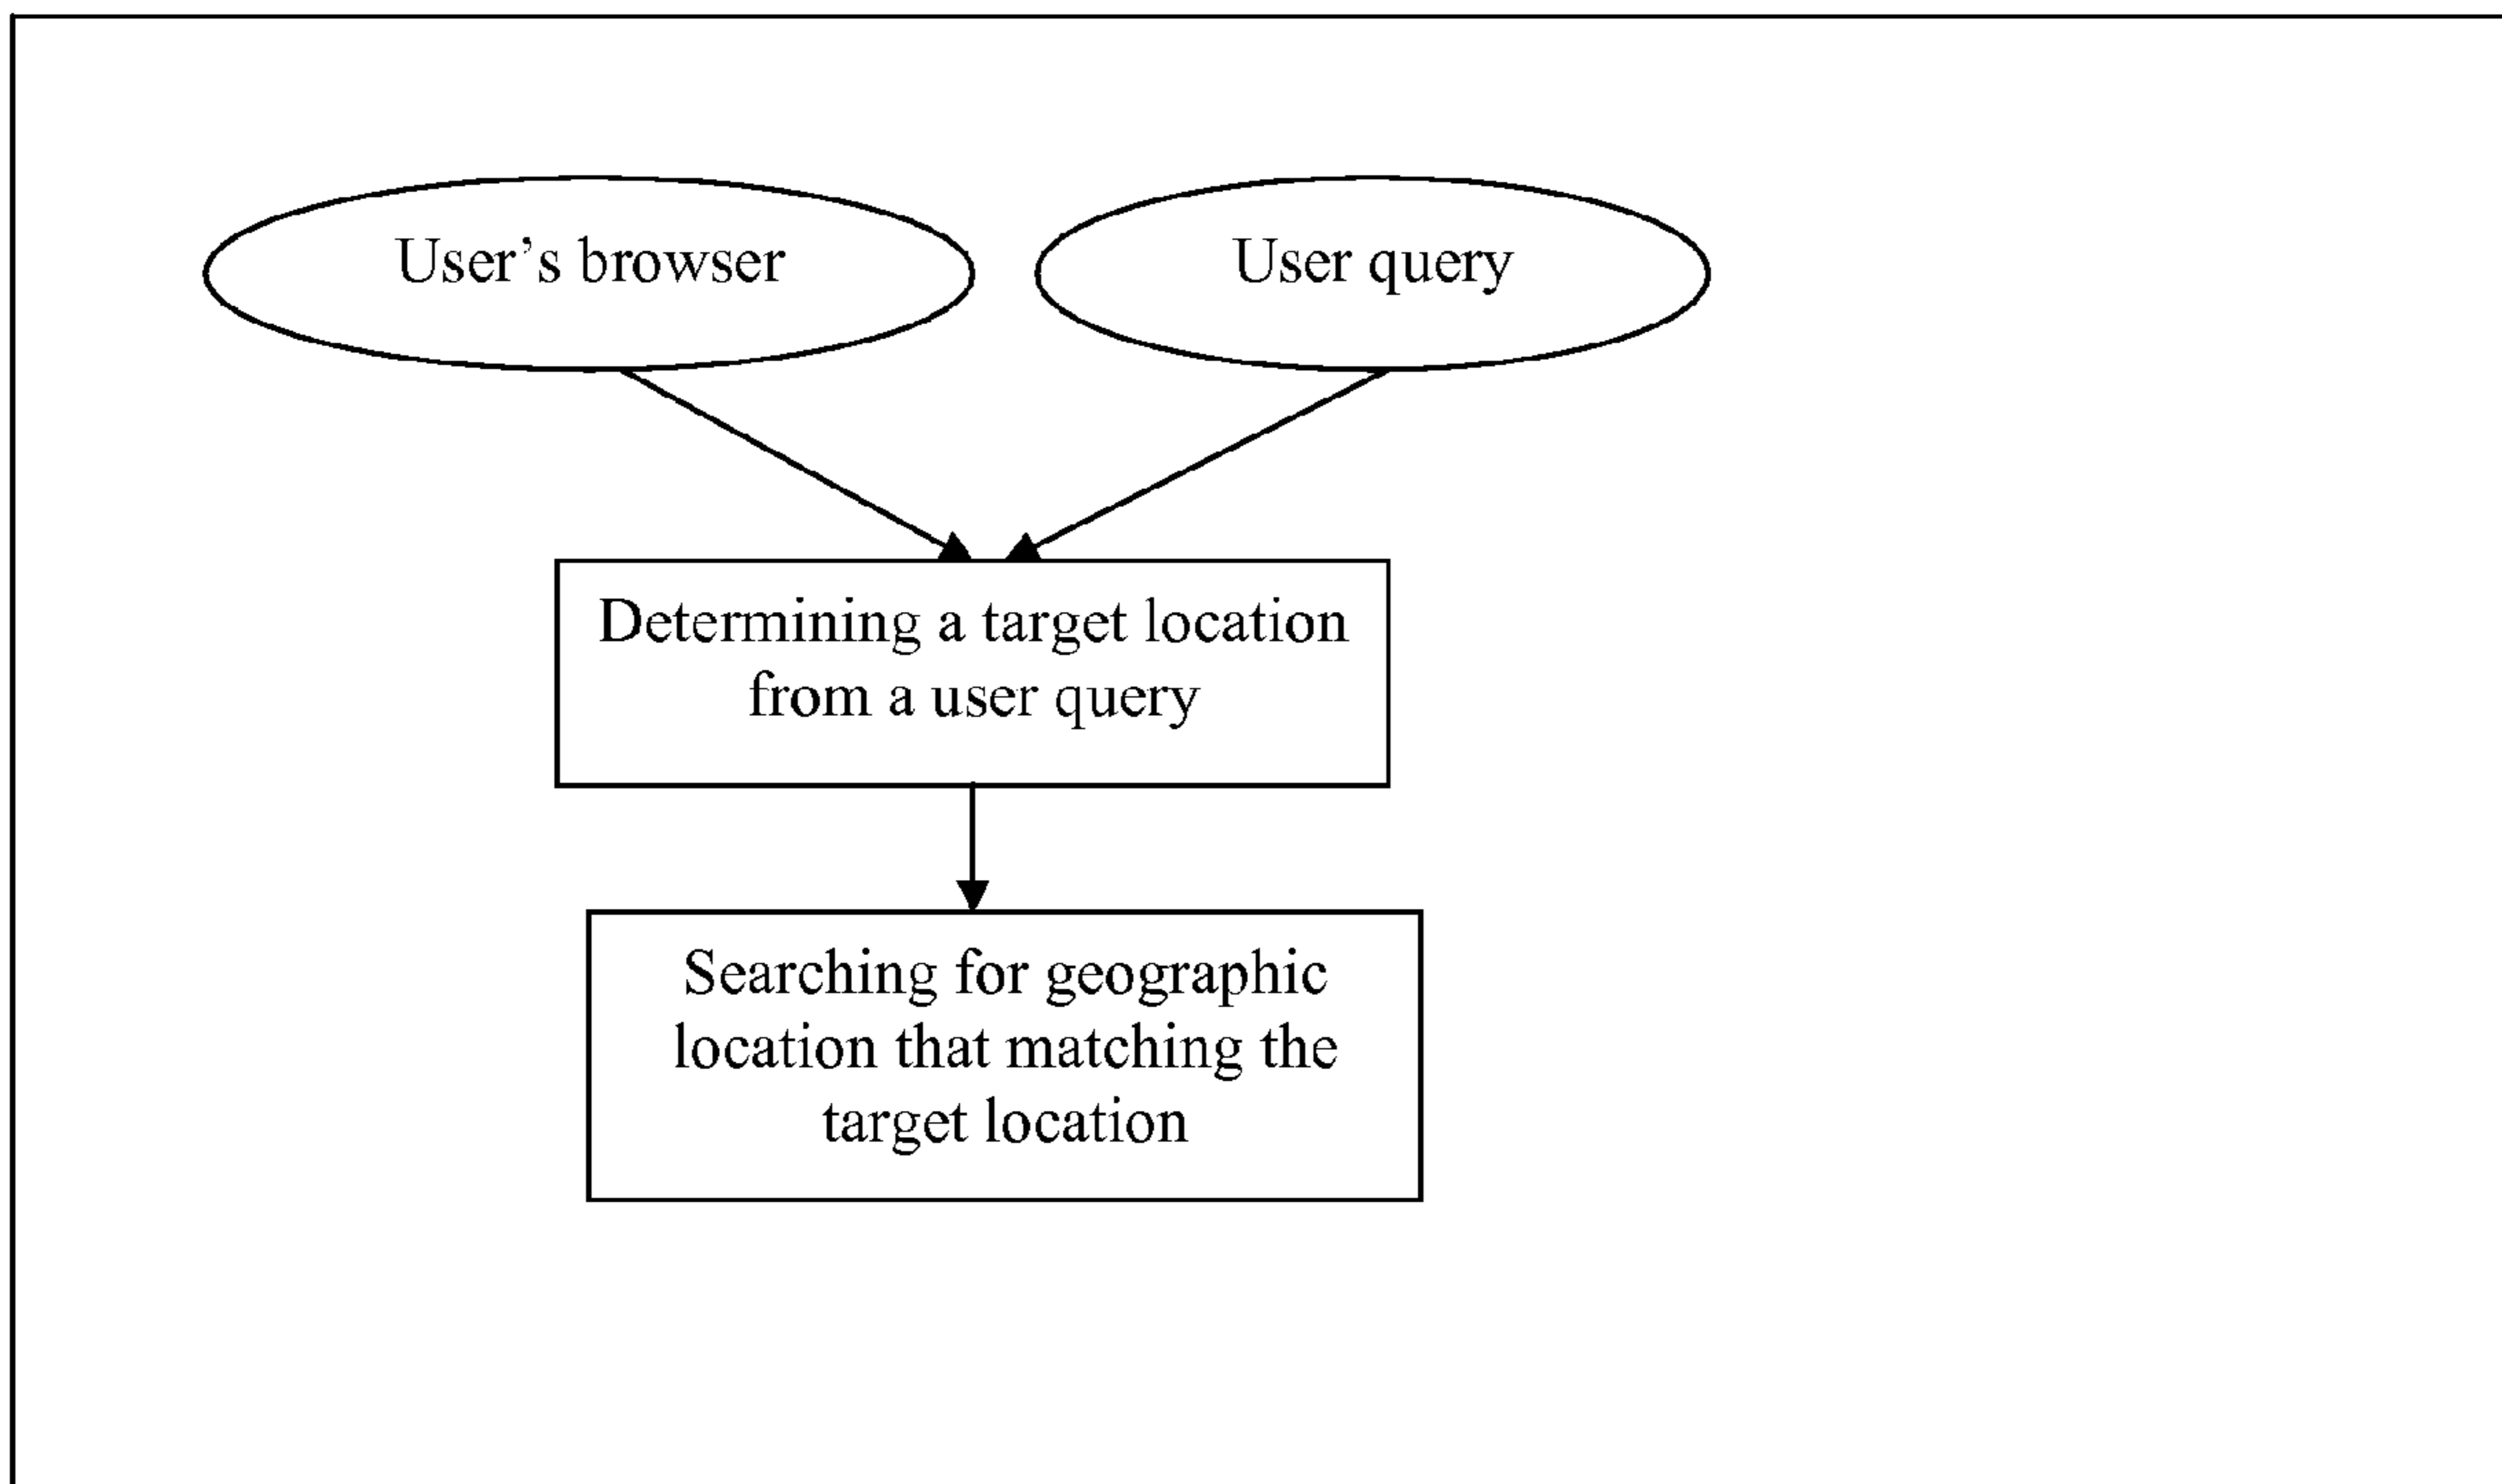 User’s browser
User query
Determining a target location
from a user query
Searching for geographic
location that matching the
target location